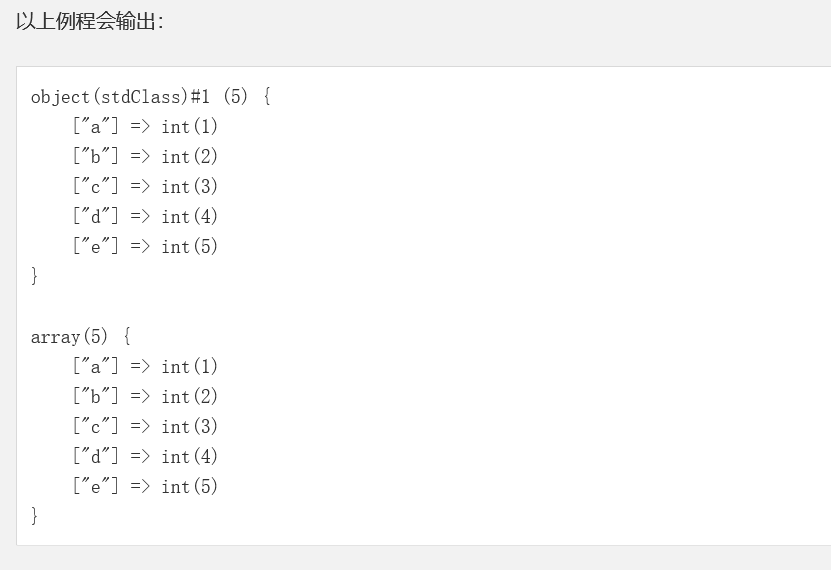 以上例程会输出：
object(stdClass)#1 (5) {
    ["a"] => int(1)
    ["b"] => int(2)
    ["c"] => int(3)
    ["d"] => int(4)
    ["e"] => int(5)
}
array(5) {
    ["a"] => int(1)
    ["b"] => int(2)
    ["c"] => int(3)
    ["d"] => int(4)
    ["e"] => int(5)
}